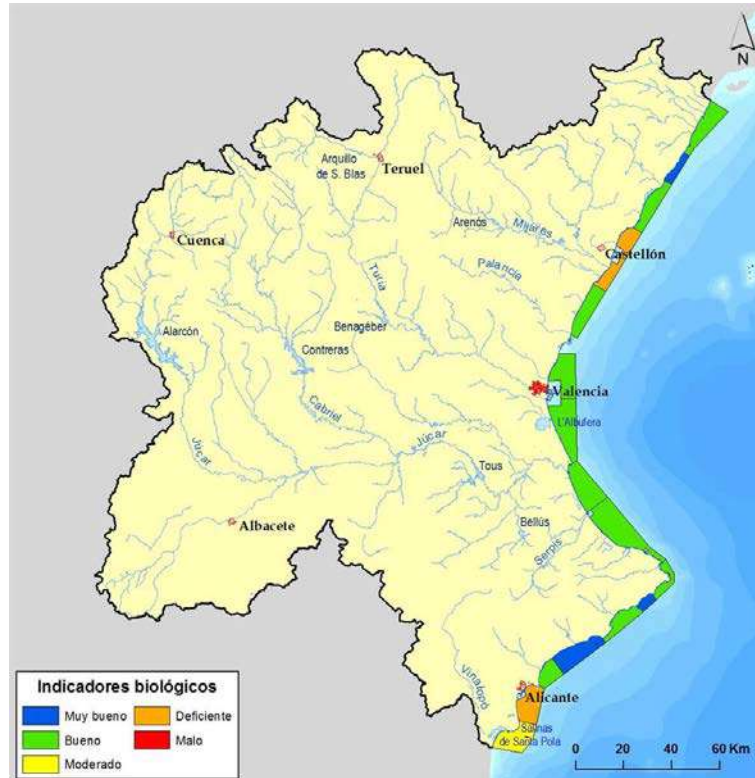 N
Arquillo
de S. Blas
Teruel
Cuenca
Arenós
Mijares
Castellón
Palancia
Turia
Alarcón
Benagéber
Contreras
Valencia
Cabriel
L'Albufera
Júcar
Júcar
Tous
Albacete
Bellús
Serpis
Vinalopó
Alicante
Salinas
de Santa Pola
Indicadores biológicos
Muy bueno
Deficiente
Bueno
Malo
Moderado
0 20 40 60 Km